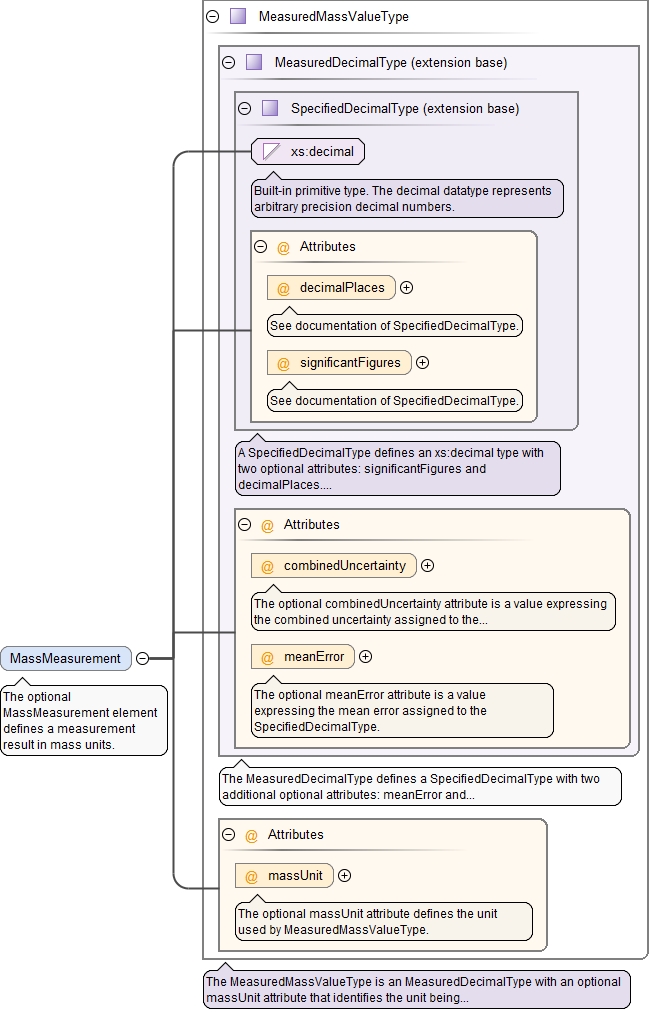 MeasuredMassValueType
MeasuredDecimalType (extension base)
SpecifiedDecimalType (extension base)
xs:decimal
Built-in primitive type. The decimal datatype represents
arbitrary precision decimal numbers.
@ Attributes
@ decimalPlaces
See documentation of SpecifiedDecimalType.
@ significantFigures
See documentation of SpecifiedDecimalType.
A SpecifiedDecimalType defines an xs:decimal type with
two optional attributes: significantFigures and
decimalPlaces....
@ Attributes
@ combinedUncertainty
The optional combinedUncertainty attribute is a value expressing
the combined uncertainty assigned to the...
@ meanError
The optional meanError attribute is a value
expressing the mean error assigned to the
SpecifiedDecimalType.
MassMeasurement
The optional
MassMeasurement element
defines a measurement
result in mass units.
The MeasuredDecimalType defines a SpecifiedDecimalType with two
additional optional attributes: meanError and...
@ Attributes
@ massUnit
The optional massUnit attribute defines the unit
used by MeasuredMassValueType.
The MeasuredMassValueType is an MeasuredDecimalType with an optional
massUnit attribute that identifies the unit being...